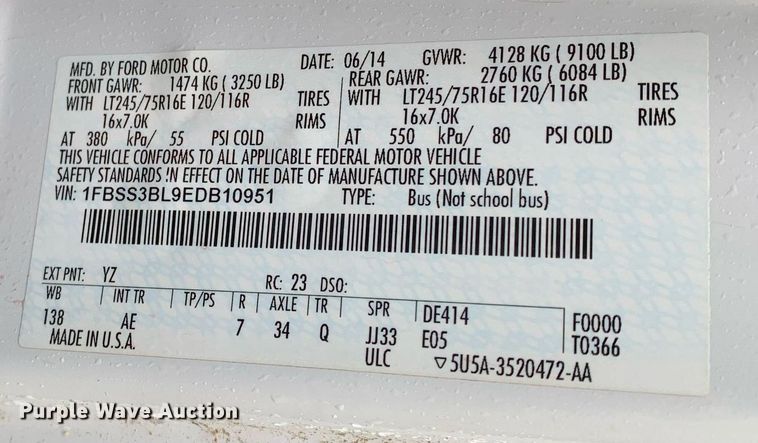 MFD. BY FORD MOTOR CO. DATE: 06/14 GVWR: 4128 KG ( 9100 LB)
FRONT GAWR: 1474 KG ( 3250 LB) REAR GAWR: 2760 KG ( 6084 LB)
WITH LT245/75R16E 120/116R TIRES WITH LT245/75R16E 120/116R TIRES
16x7.0K RIMS 16x7.0K RIMS
AT 380 kPa/ 55 PSI COLD AT 550 kPa/ 80 PSI COLD
THIS VEHICLE CONFORMS TO ALL APPLICABLE FEDERAL MOTOR VEHICLE
SAFETY STANDARDS IN EFFECT ON THE DATE OF MANUFACTURE SHOWN ABOVE.
VIN: 1FBSS3BL9EDB10951 TYPE: Bus (Not school bus)
EXT PNT: YZ RC: 23 DSO:
WB INT TR TP/PS R AXLE TR SPR DE414 F0000
138 AE 7 34 Q JJ33 E05 T0366
MADE IN U.S.A. ULC ▽5U5A-3520472-AA
Purple Wave Auction